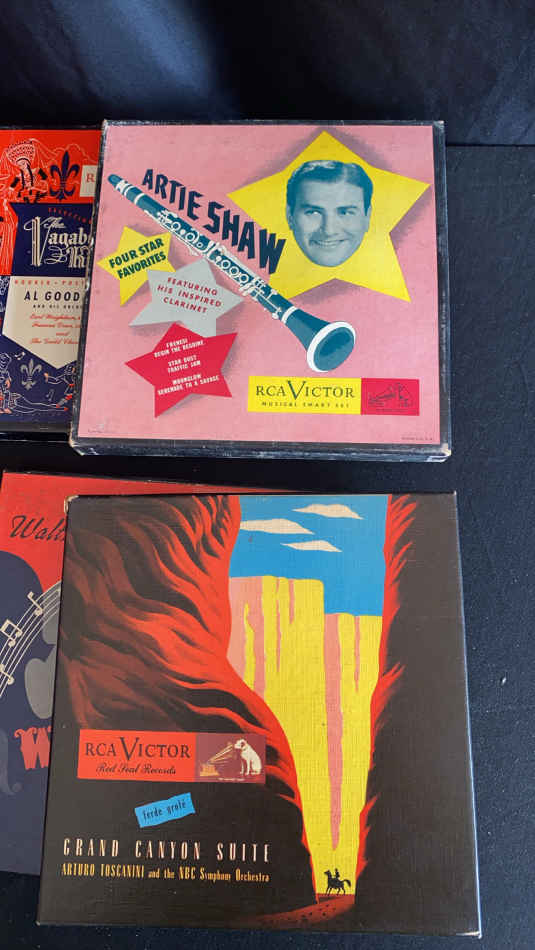 The
Vagab
AL GOOD
ARTIE SHAW
FOUR STAR
FAVORITES
FEATURING
HIS INSPIRED
CLARINET
FRENESI
BEGIN THE BEGUINE
STAR DUST
TRAFFIC JAM
MOONGLOW
SERENADE TO A SAVAGE
RCA VICTOR
MUSICAL SMART SET
Walt
W
RCA VICTOR
Red Seal Records
ferde grofé
GRAND CANYON SUITE
ARTURO TOSCANINI and the NBC Symphony Orchestra